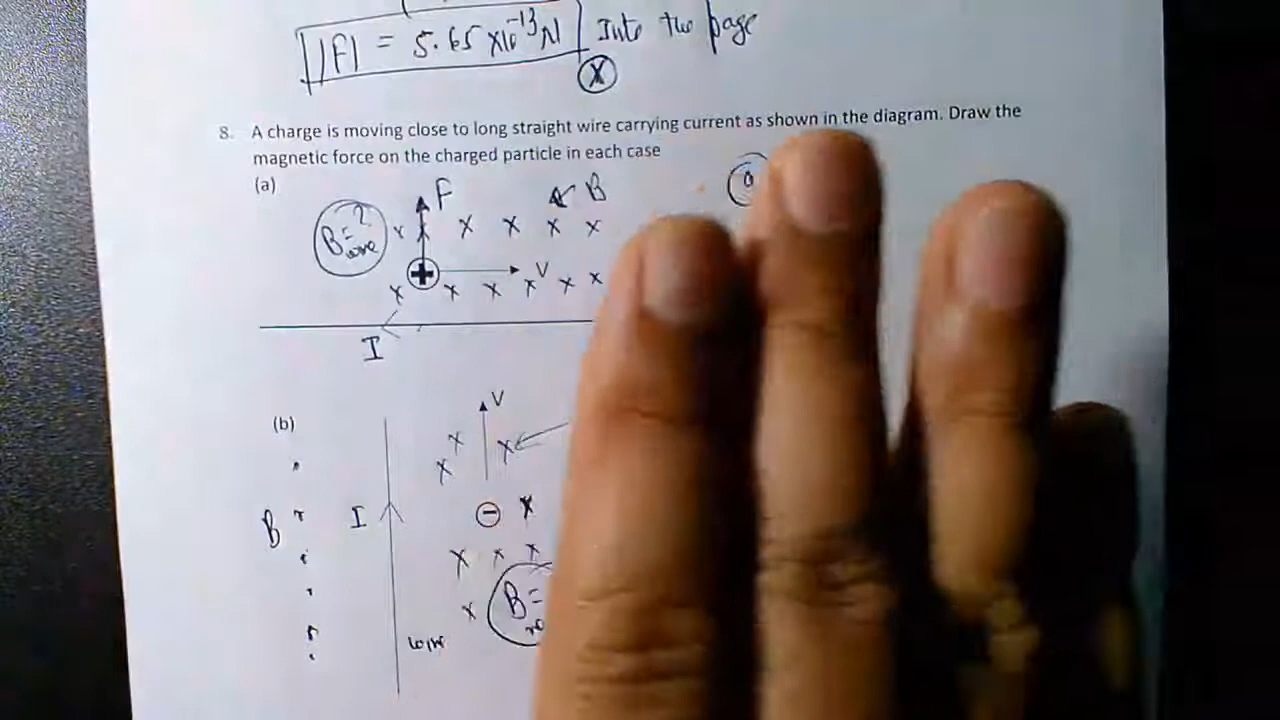 |F| = 5.65 x10⁻¹³ N Into the page
X
8. A charge is moving close to long straight wire carrying current as shown in the diagram. Draw the
magnetic force on the charged particle in each case
(a)
F
B
B = ?
wire
x x x x x
+ V
x x x x x x
I
(b)
V
x x
x
B I
− x
x x x
x B =
wire